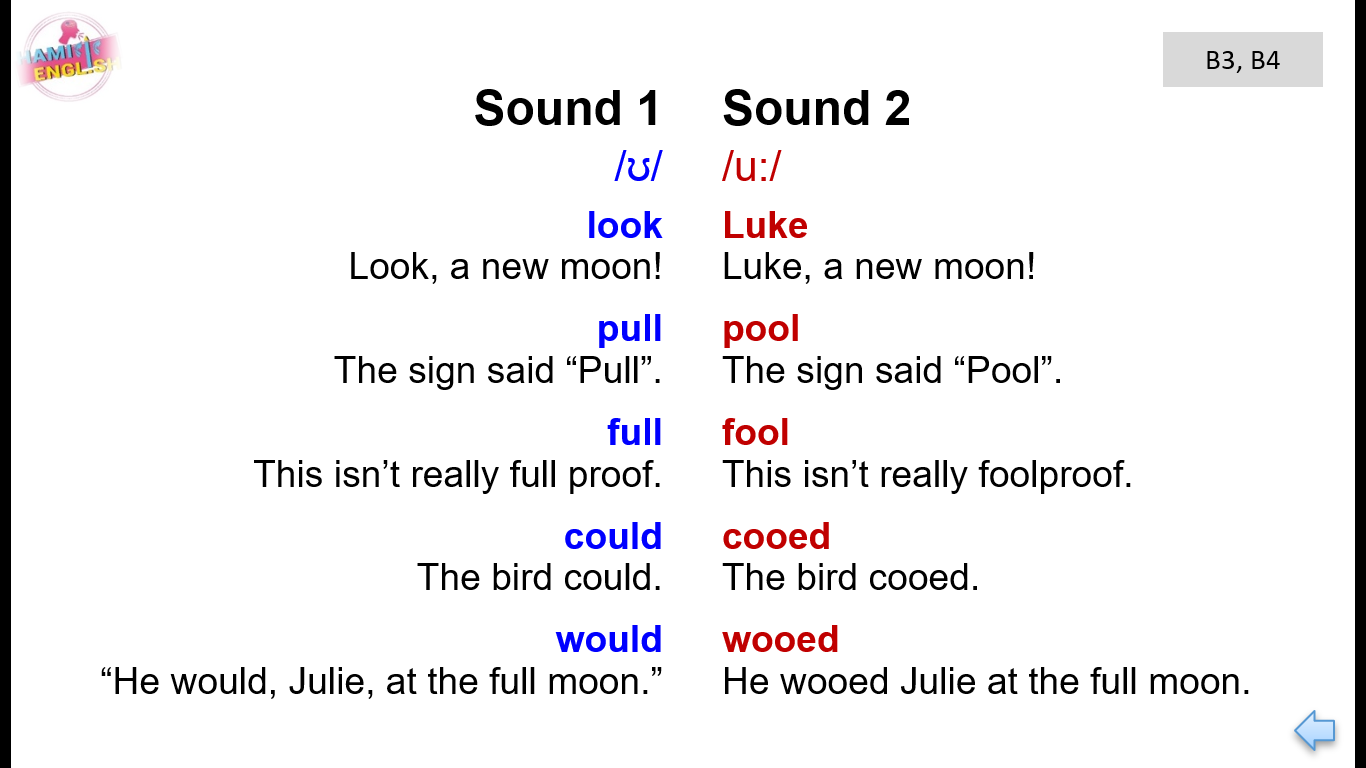 HAMI
ENGLISH
B3, B4
Sound 1 Sound 2
/ʊ/ /u:/
look Luke
Look, a new moon! Luke, a new moon!
pull pool
The sign said “Pull”. The sign said “Pool”.
full fool
This isn’t really full proof. This isn’t really foolproof.
could cooed
The bird could. The bird cooed.
would wooed
“He would, Julie, at the full moon.” He wooed Julie at the full moon.